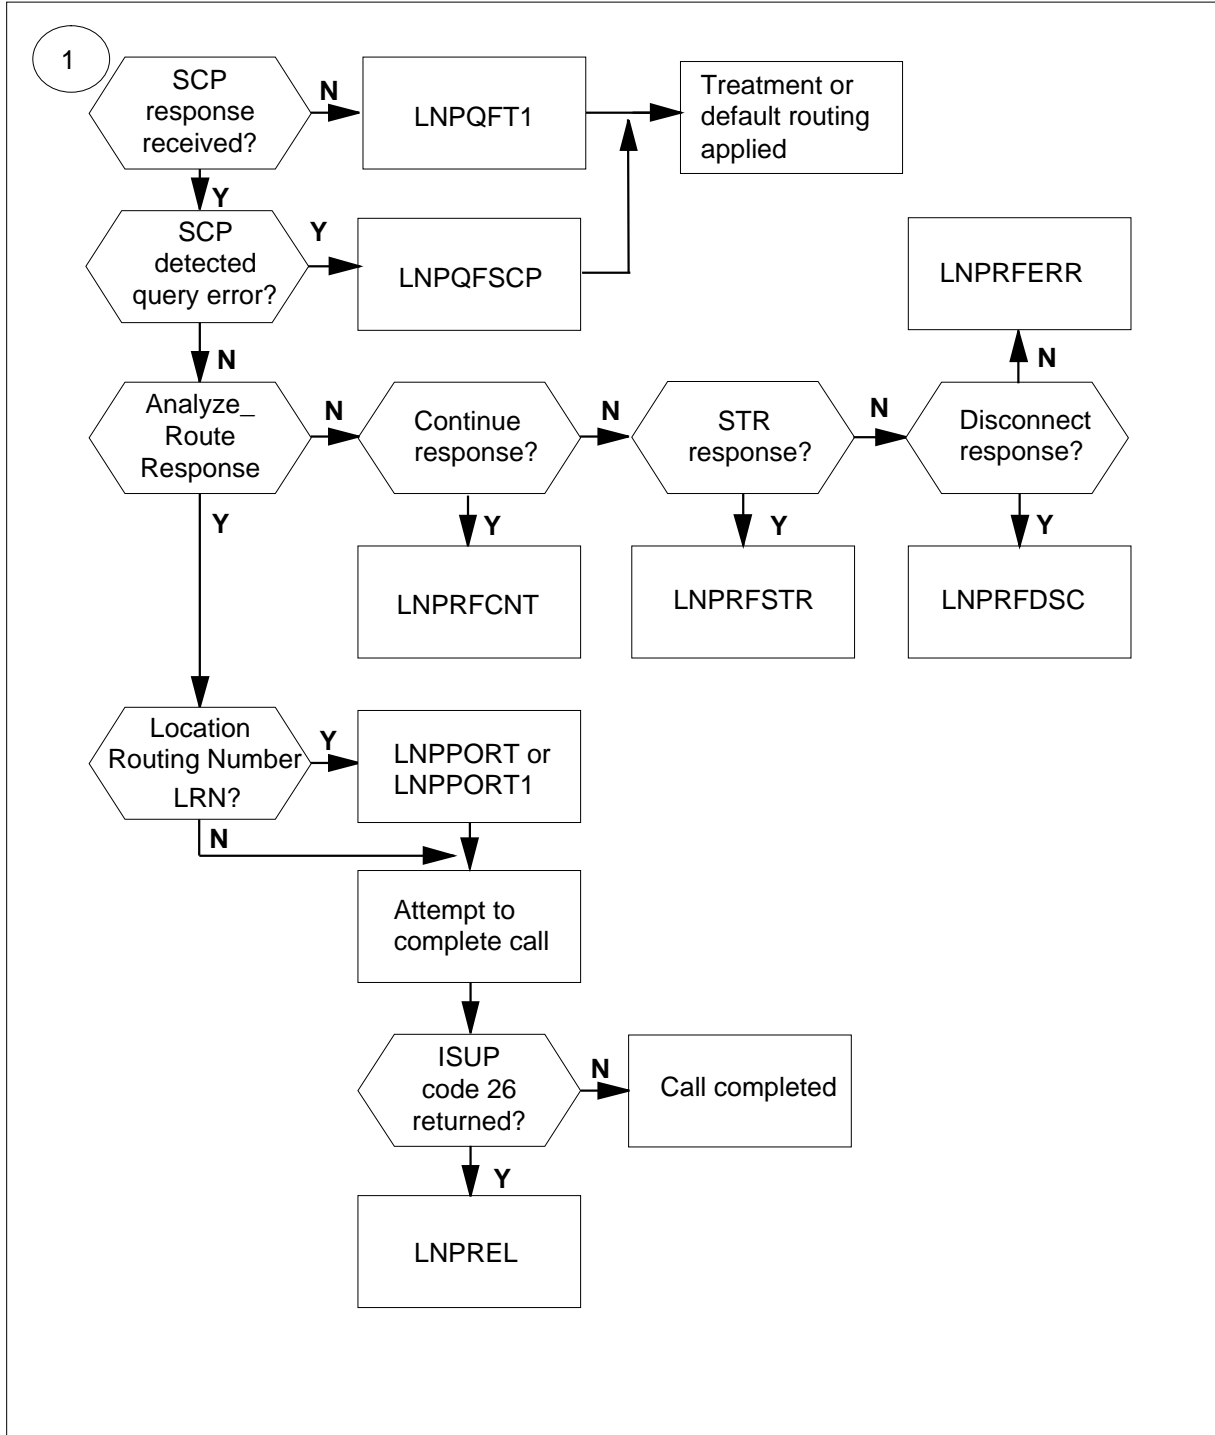 1
SCP
response
received?
N
LNPQFT1
Treatment or
default routing
applied
Y
SCP
detected
query error?
Y
LNPQFSCP
LNPRFERR
N
N
Analyze_
Route
Response
N
Continue
response?
N
STR
response?
N
Disconnect
response?
Y
Y
Y
Y
LNPRFCNT
LNPRFSTR
LNPRFDSC
Location
Routing Number
LRN?
Y
LNPPORT or
LNPPORT1
N
Attempt to
complete call
ISUP
code 26
returned?
N
Call completed
Y
LNPREL